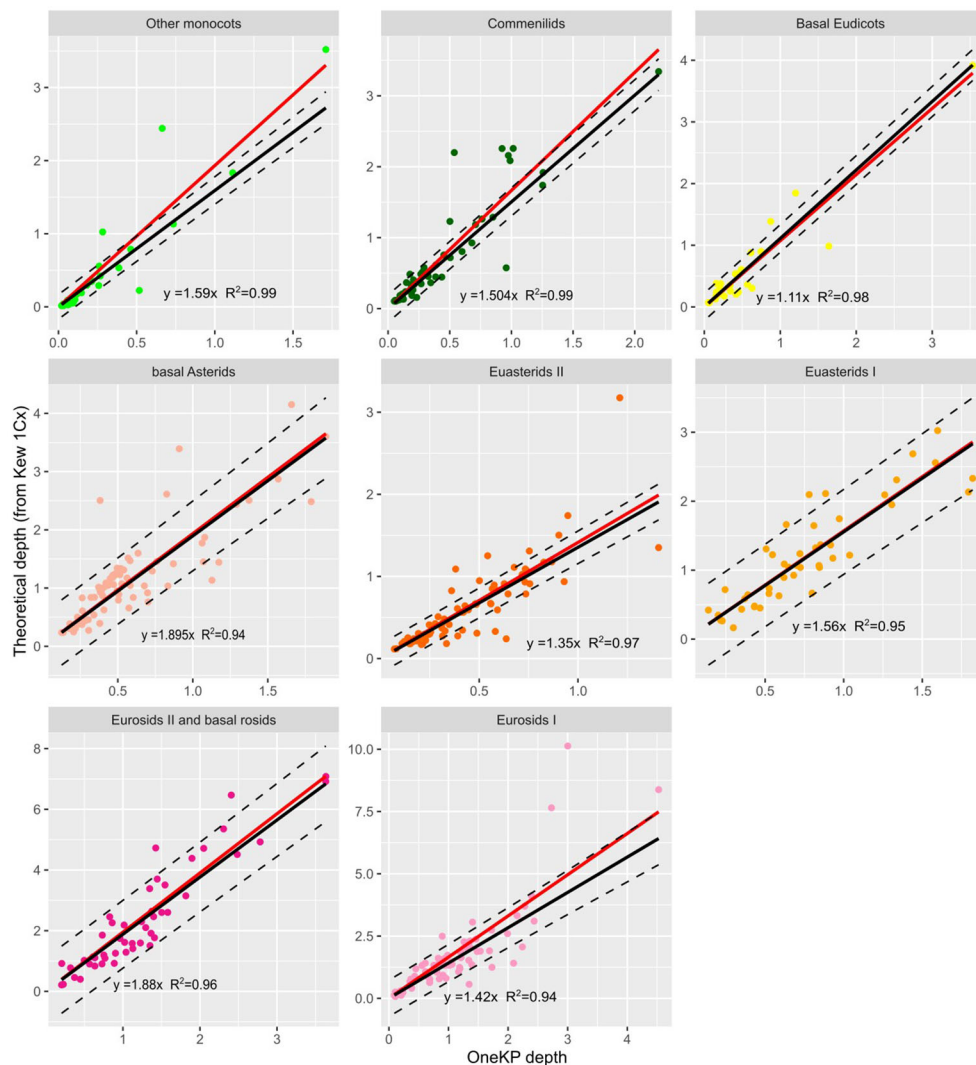 Other monocots
Commenilids
Basal Eudicots
3
2
1
0
0.0 0.5 1.0 1.5
y =1.59x R²=0.99
3
2
1
0
0.0 0.5 1.0 1.5 2.0
y =1.504x R²=0.99
4
3
2
1
0
0 1 2 3
y =1.11x R²=0.98
basal Asterids
Euasterids II
Euasterids I
Theoretical depth (from Kew 1Cx)
4
3
2
1
0
0.5 1.0 1.5
y =1.895x R²=0.94
3
2
1
0
0.5 1.0
y =1.35x R²=0.97
3
2
1
0
0.5 1.0 1.5
y =1.56x R²=0.95
Eurosids II and basal rosids
Eurosids I
8
6
4
2
0
1 2 3
y =1.88x R²=0.96
10.0
7.5
5.0
2.5
0.0
0 1 2 3 4
y =1.42x R²=0.94
OneKP depth